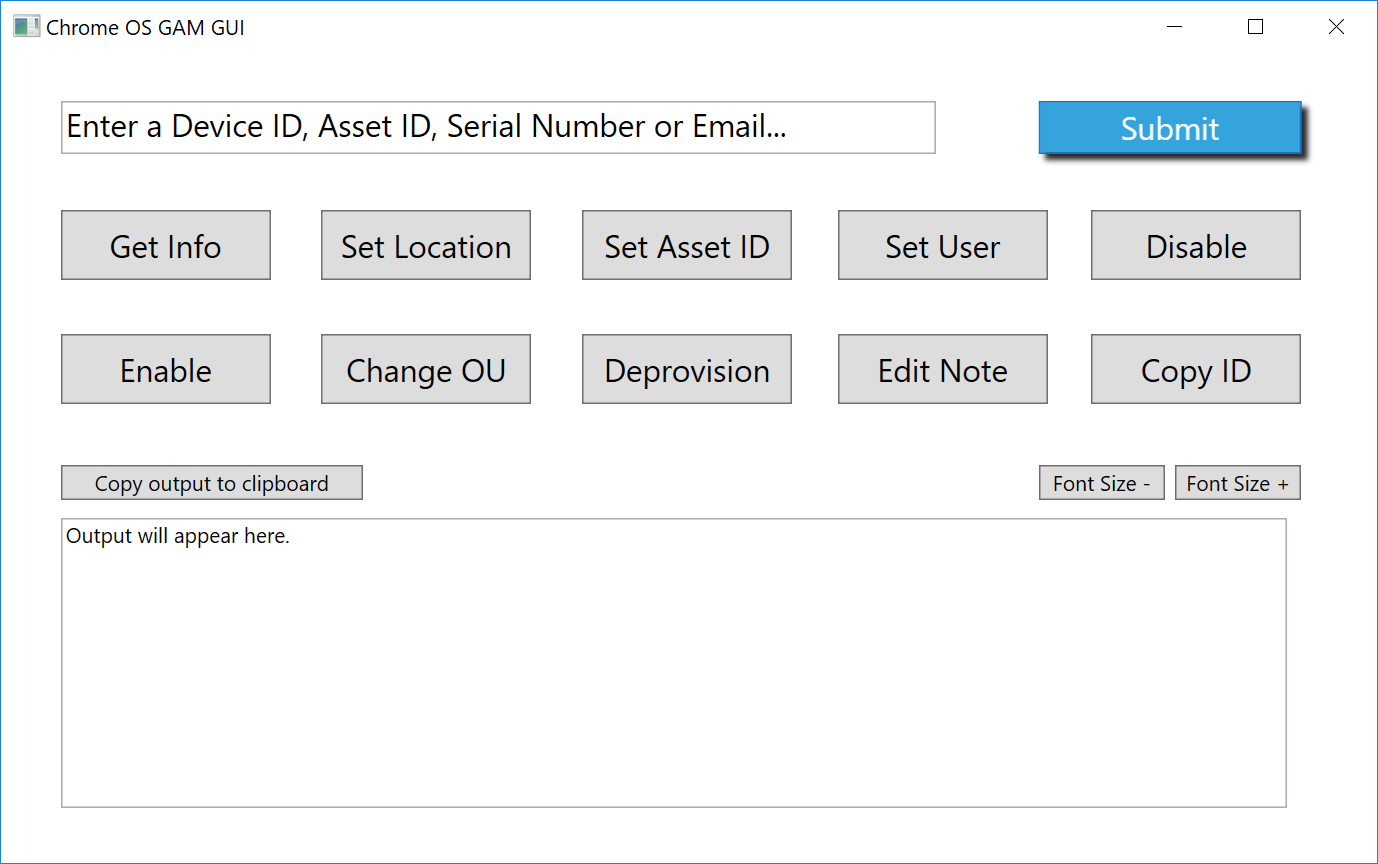 Chrome OS GAM GUI
Enter a Device ID, Asset ID, Serial Number or Email...
Submit
Get Info
Set Location
Set Asset ID
Set User
Disable
Enable
Change OU
Deprovision
Edit Note
Copy ID
Copy output to clipboard
Font Size -
Font Size +
Output will appear here.